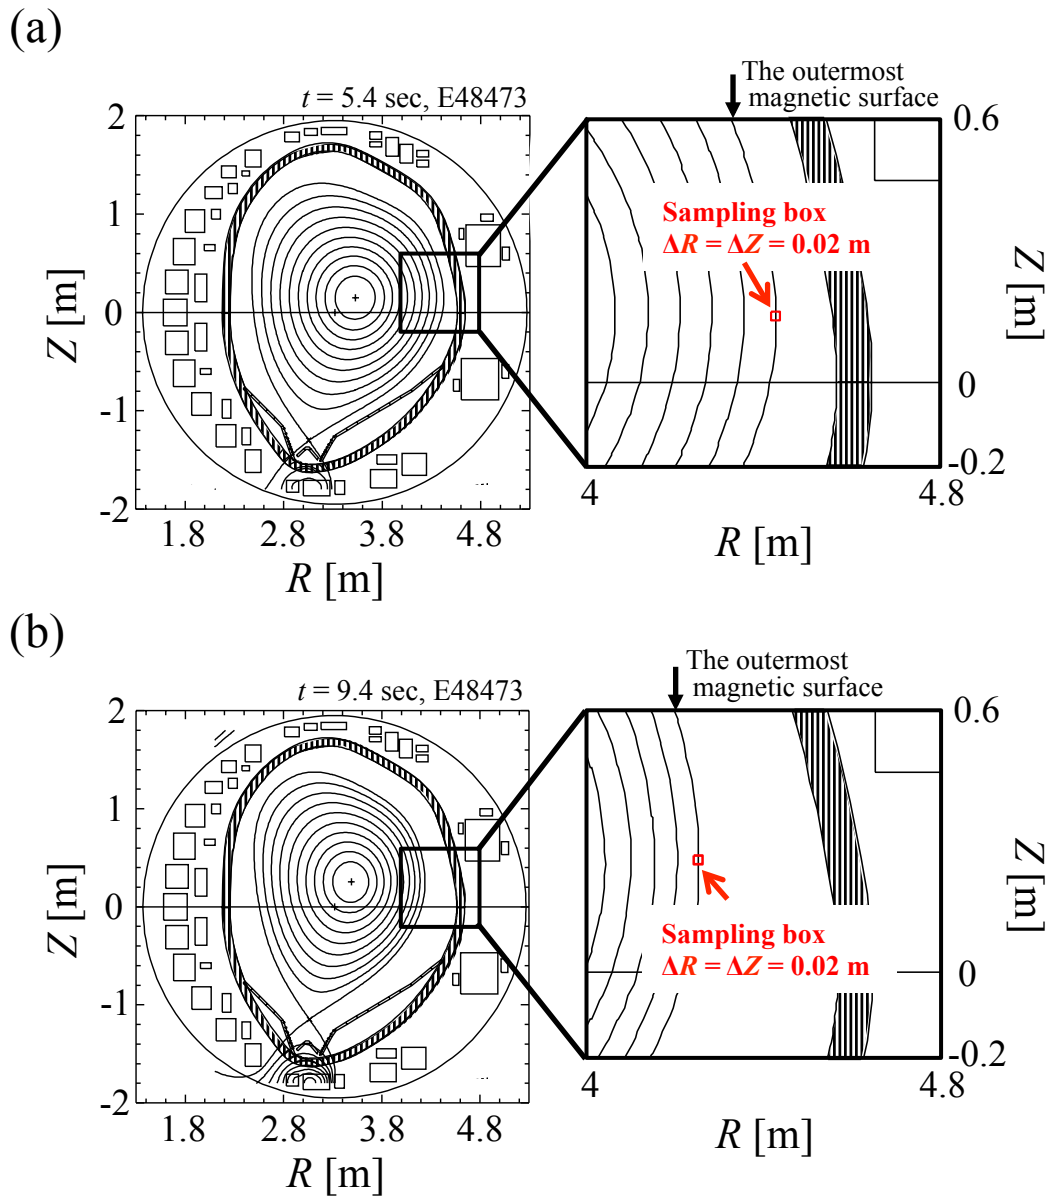 (a)
t = 5.4 sec, E48473
The outermost
magnetic surface
2
1
0
-1
-2
Z [m]
1.8 2.8 3.8 4.8
R [m]
Sampling box
ΔR = ΔZ = 0.02 m
0.6
0
-0.2
Z [m]
4 4.8
R [m]
(b)
t = 9.4 sec, E48473
The outermost
magnetic surface
2
1
0
-1
-2
Z [m]
1.8 2.8 3.8 4.8
R [m]
Sampling box
ΔR = ΔZ = 0.02 m
0.6
0
-0.2
Z [m]
4 4.8
R [m]